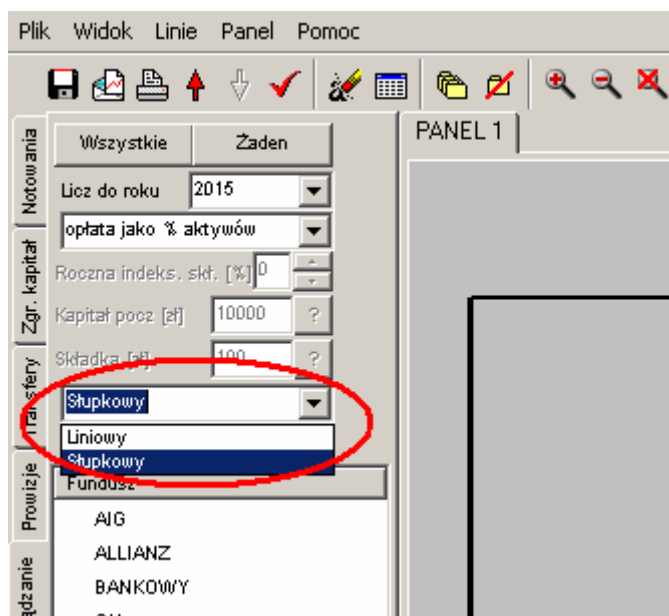 Plik Widok Linie Panel Pomoc
Notowania
Zgr. kapitał
Transfery
Prowizje
Wszystkie Żaden
Licz do roku 2015
opłata jako % aktywów
Roczna indeks. skł. [%] 0
Kapitał pocz [zł] 10000 ?
Składka [zł] 100 ?
Słupkowy
Liniowy
Słupkowy
Fundusz
AIG
ALLIANZ
BANKOWY
PANEL 1